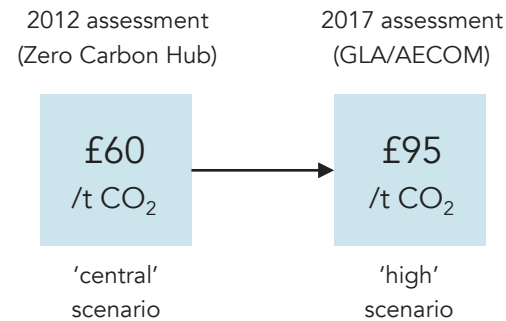 2012 assessment
(Zero Carbon Hub)
£60
/t CO₂
'central'
scenario
2017 assessment
(GLA/AECOM)
£95
/t CO₂
'high'
scenario